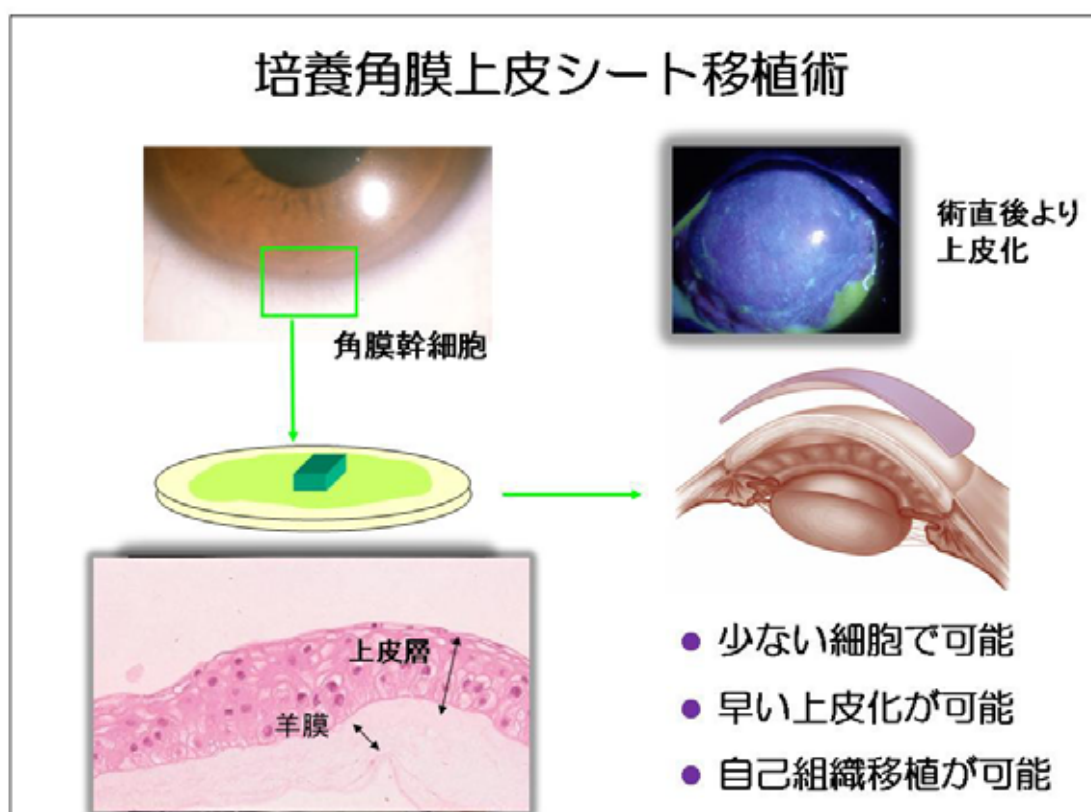 培養角膜上皮シート移植術
角膜幹細胞
術直後より
上皮化
上皮層
羊膜
● 少ない細胞で可能
● 早い上皮化が可能
● 自己組織移植が可能